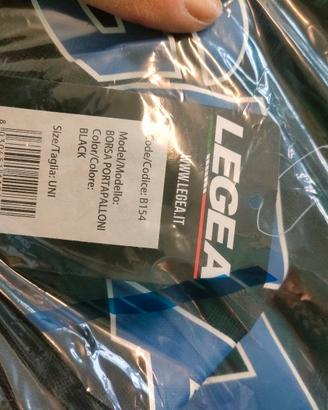 LEGEA
WWW.LEGEA.IT
Code/Codice: B154
Model/Modello:
BORSA PORTAPALLONI
Color/Colore:
BLACK
Size/Taglia: UNI